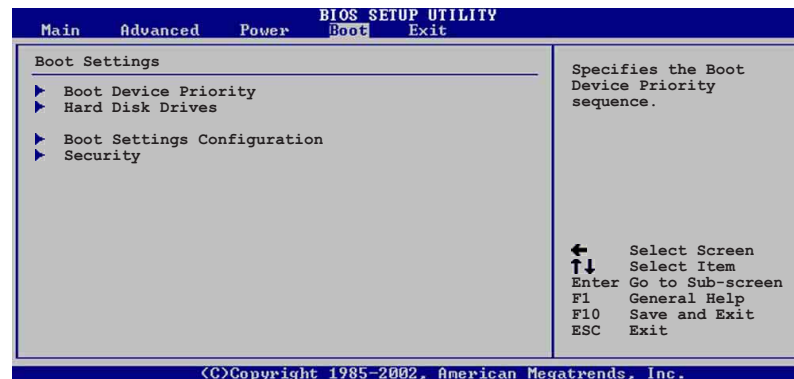 BIOS SETUP UTILITY
Main Advanced Power Boot Exit
Boot Settings
Boot Device Priority
Hard Disk Drives
Boot Settings Configuration
Security
Specifies the Boot
Device Priority
sequence.
← Select Screen
↑↓ Select Item
Enter Go to Sub-screen
F1 General Help
F10 Save and Exit
ESC Exit
(C)Copyright 1985-2002, American Megatrends, Inc.